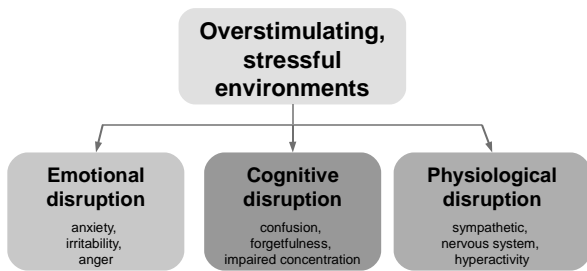 Overstimulating,
stressful
environments
Emotional
disruption
anxiety,
irritability,
anger
Cognitive
disruption
confusion,
forgetfulness,
impaired concentration
Physiological
disruption
sympathetic,
nervous system,
hyperactivity